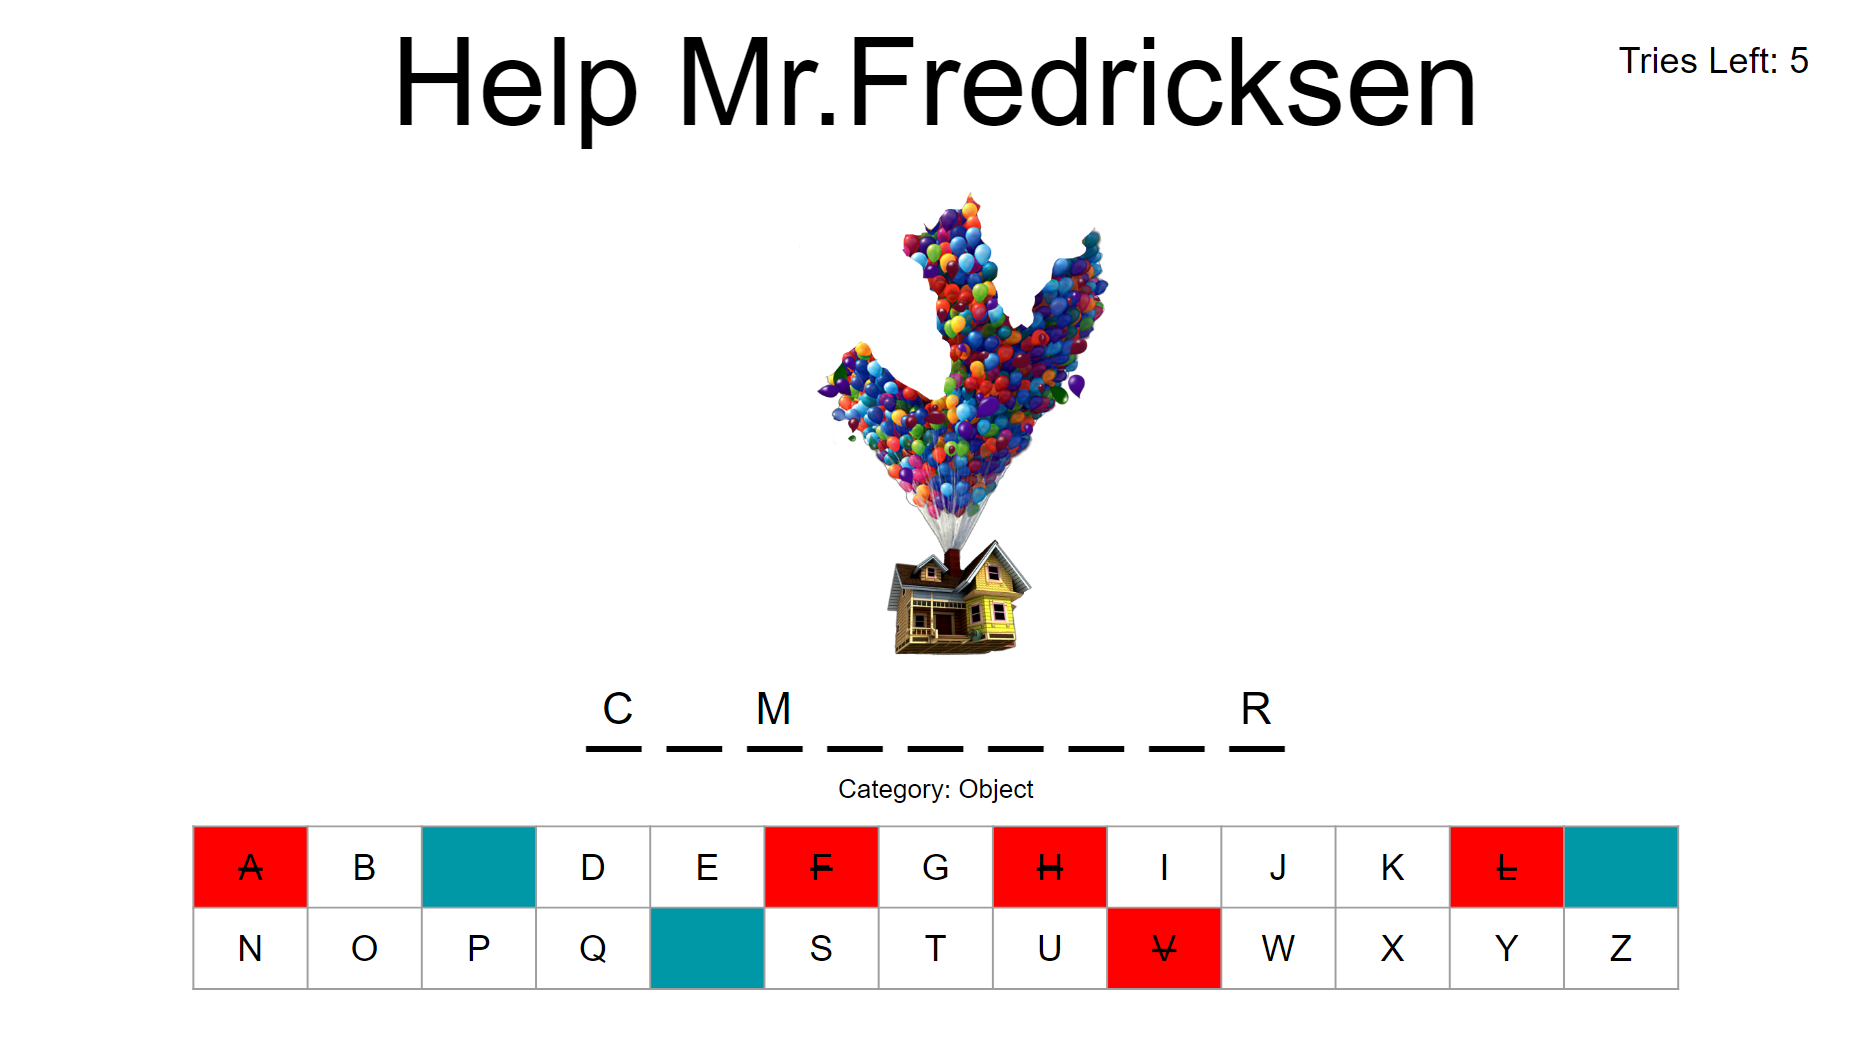 Help Mr.Fredricksen
Tries Left: 5
C M R
Category: Object
A B D E F G H I J K L
N O P Q S T U V W X Y Z